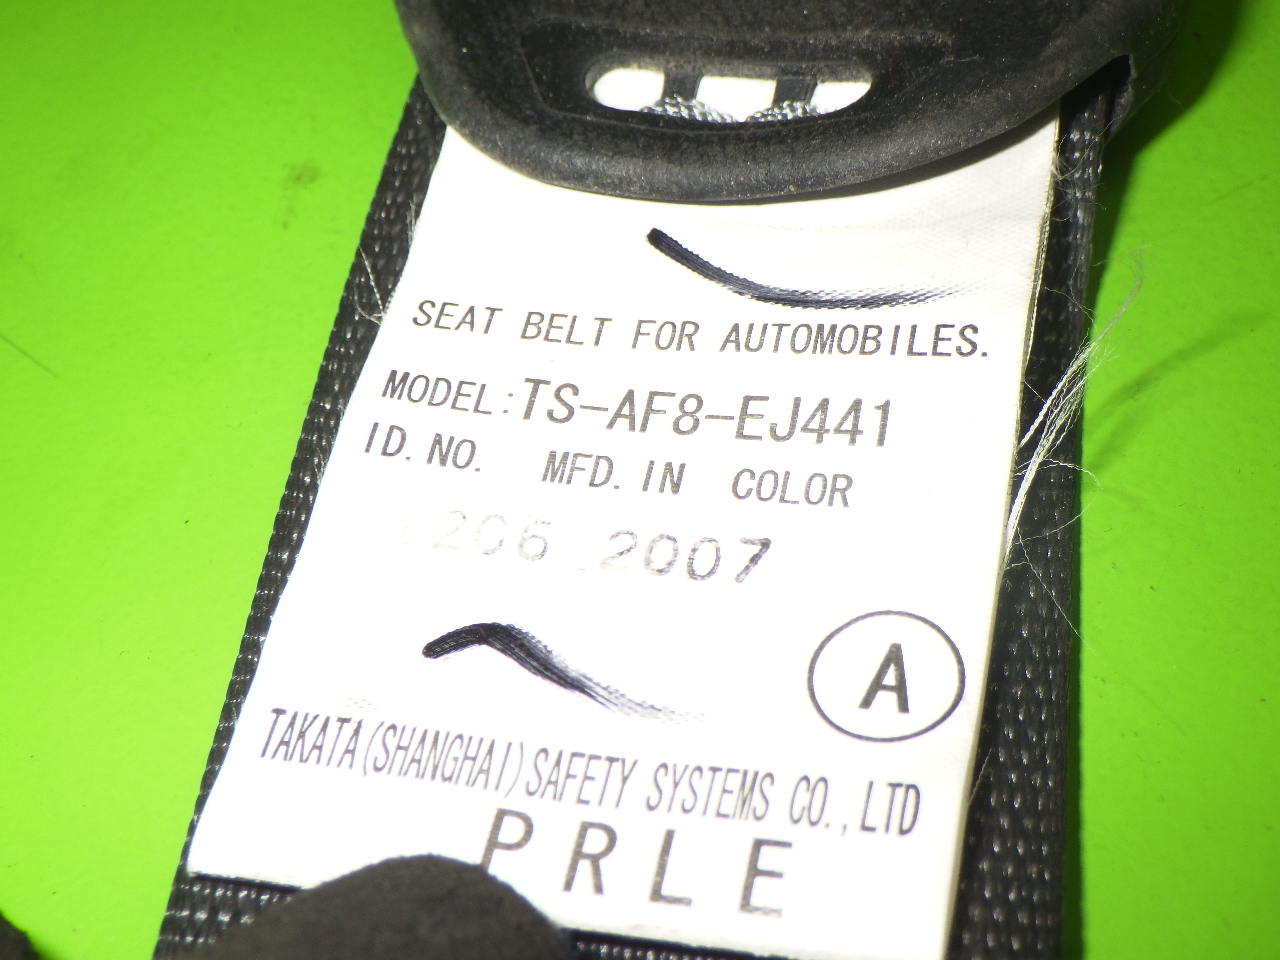 SEAT BELT FOR AUTOMOBILES.
MODEL:TS-AF8-EJ441
ID. NO. MFD. IN COLOR
206 2007
A
TAKATA(SHANGHAI)SAFETY SYSTEMS CO.,LTD
PRLE